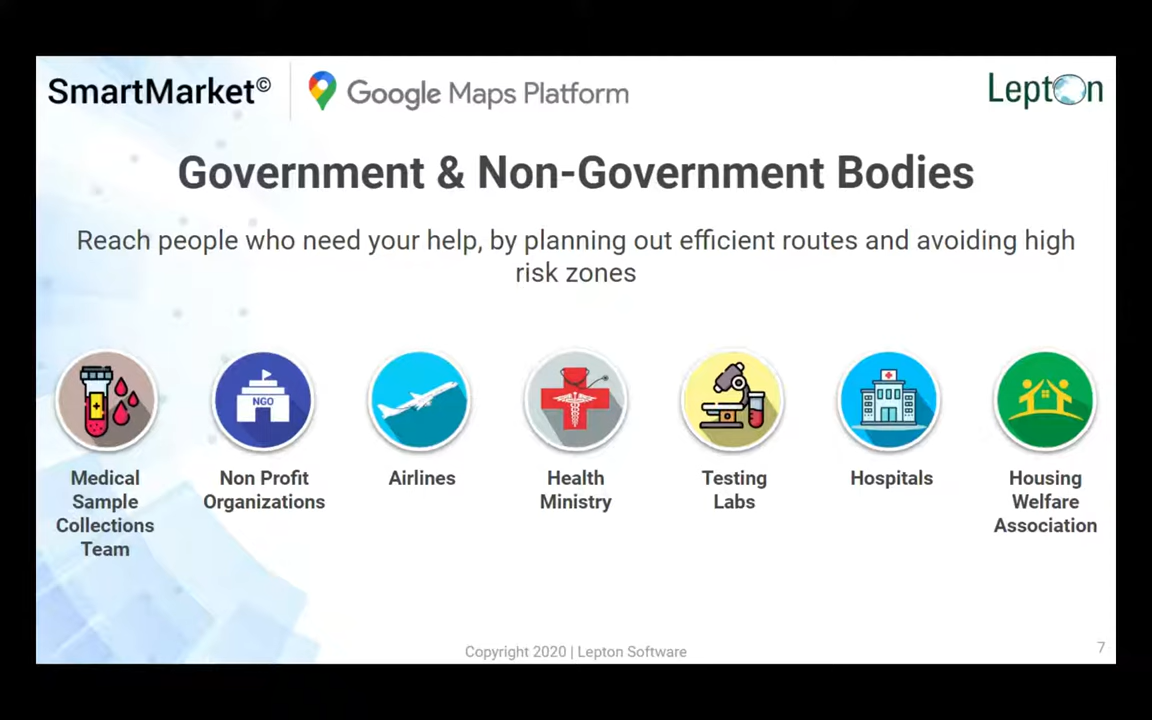 SmartMarket©
Google Maps Platform
Lepton
Government & Non-Government Bodies
Reach people who need your help, by planning out efficient routes and avoiding high
risk zones
NGO
Medical
Sample
Collections
Team
Non Profit
Organizations
Airlines
Health
Ministry
Testing
Labs
Hospitals
Housing
Welfare
Association
Copyright 2020 | Lepton Software
7